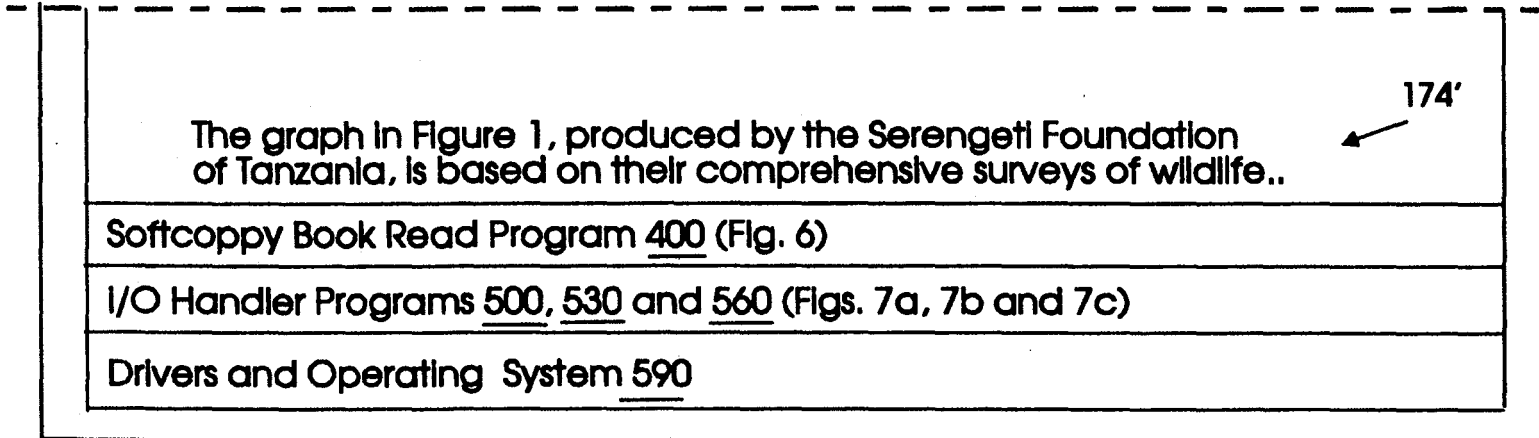 174'
The graph in Figure 1, produced by the Serengeti Foundation
of Tanzania, is based on their comprehensive surveys of wildlife..
Softcoppy Book Read Program 400 (Fig. 6)
I/O Handler Programs 500, 530 and 560 (Figs. 7a, 7b and 7c)
Drivers and Operating System 590